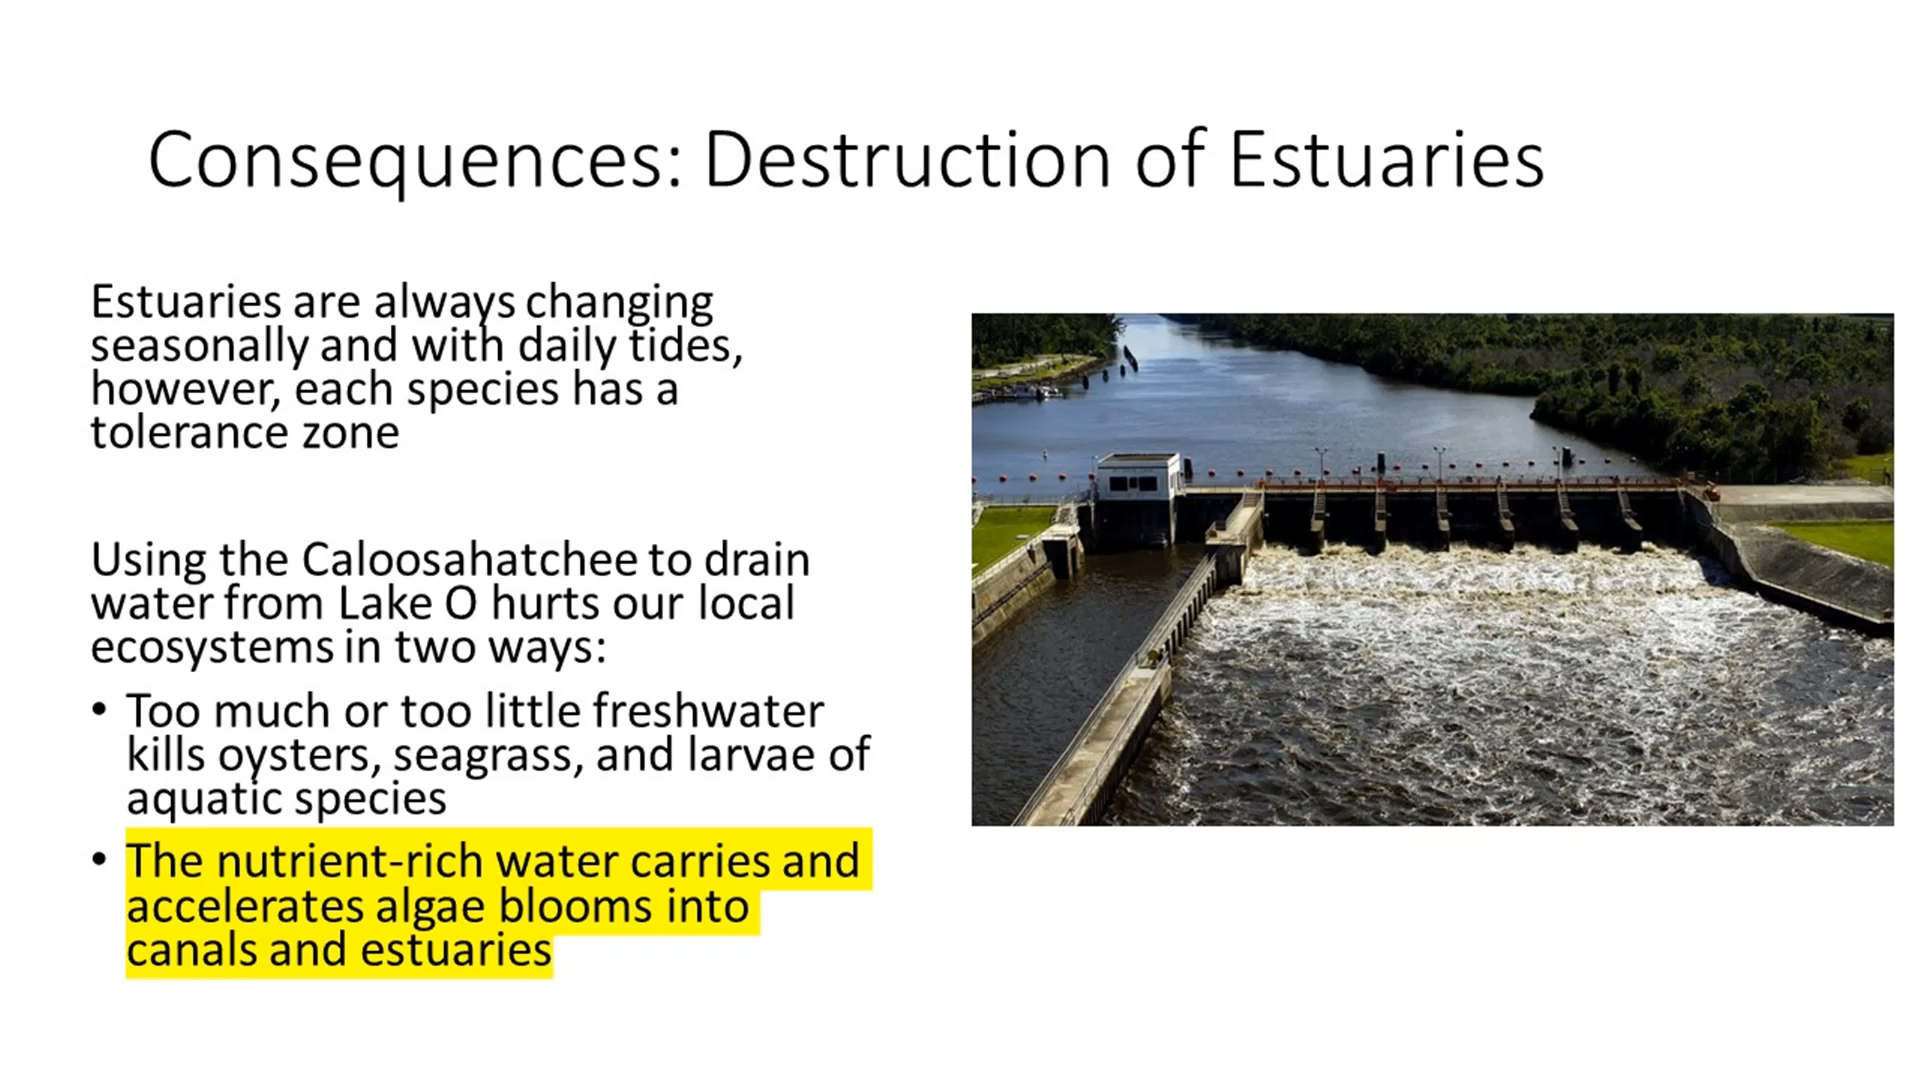 Consequences: Destruction of Estuaries
Estuaries are always changing
seasonally and with daily tides,
however, each species has a
tolerance zone
Using the Caloosahatchee to drain
water from Lake O hurts our local
ecosystems in two ways:
• Too much or too little freshwater
kills oysters, seagrass, and larvae of
aquatic species
• The nutrient-rich water carries and
accelerates algae blooms into
canals and estuaries